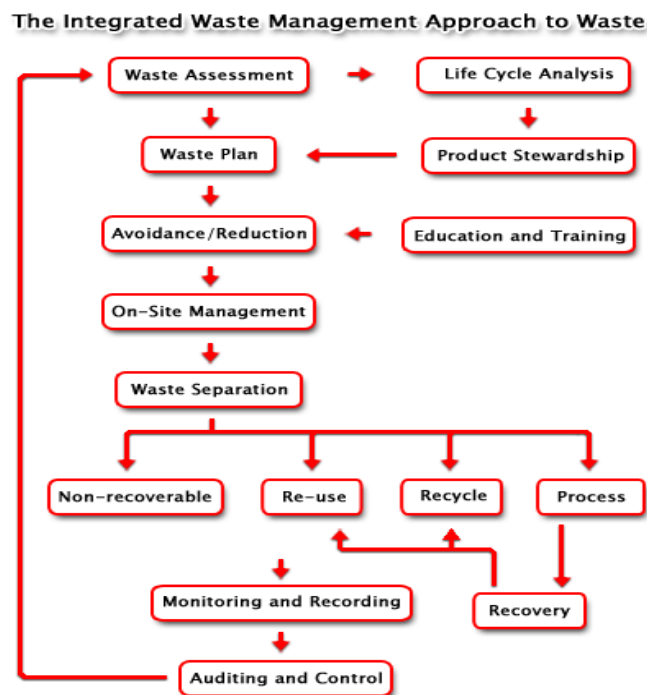 The Integrated Waste Management Approach to Waste
Waste Assessment
Life Cycle Analysis
Waste Plan
Product Stewardship
Avoidance/Reduction
Education and Training
On-Site Management
Waste Separation
Non-recoverable
Re-use
Recycle
Process
Monitoring and Recording
Recovery
Auditing and Control